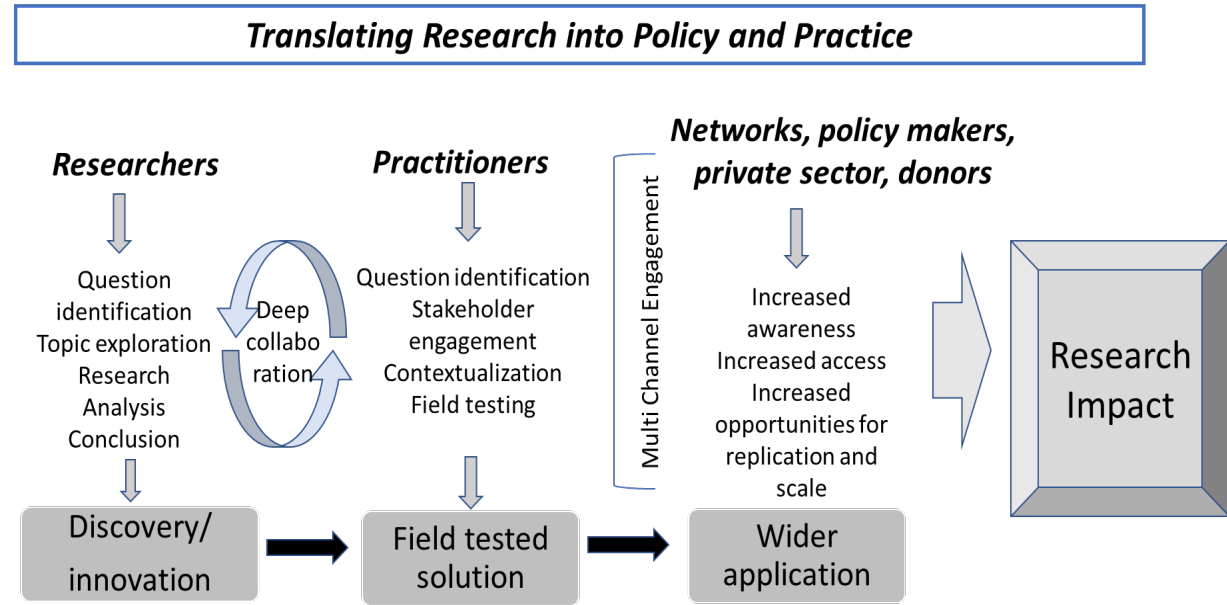 Translating Research into Policy and Practice
Researchers
Question
identification
Topic exploration
Research
Analysis
Conclusion
Discovery/
innovation
Deep
collabo
ration
Practitioners
Question identification
Stakeholder
engagement
Contextualization
Field testing
Field tested
solution
Multi Channel Engagement
Networks, policy makers,
private sector, donors
Increased
awareness
Increased access
Increased
opportunities for
replication and
scale
Wider
application
Research
Impact